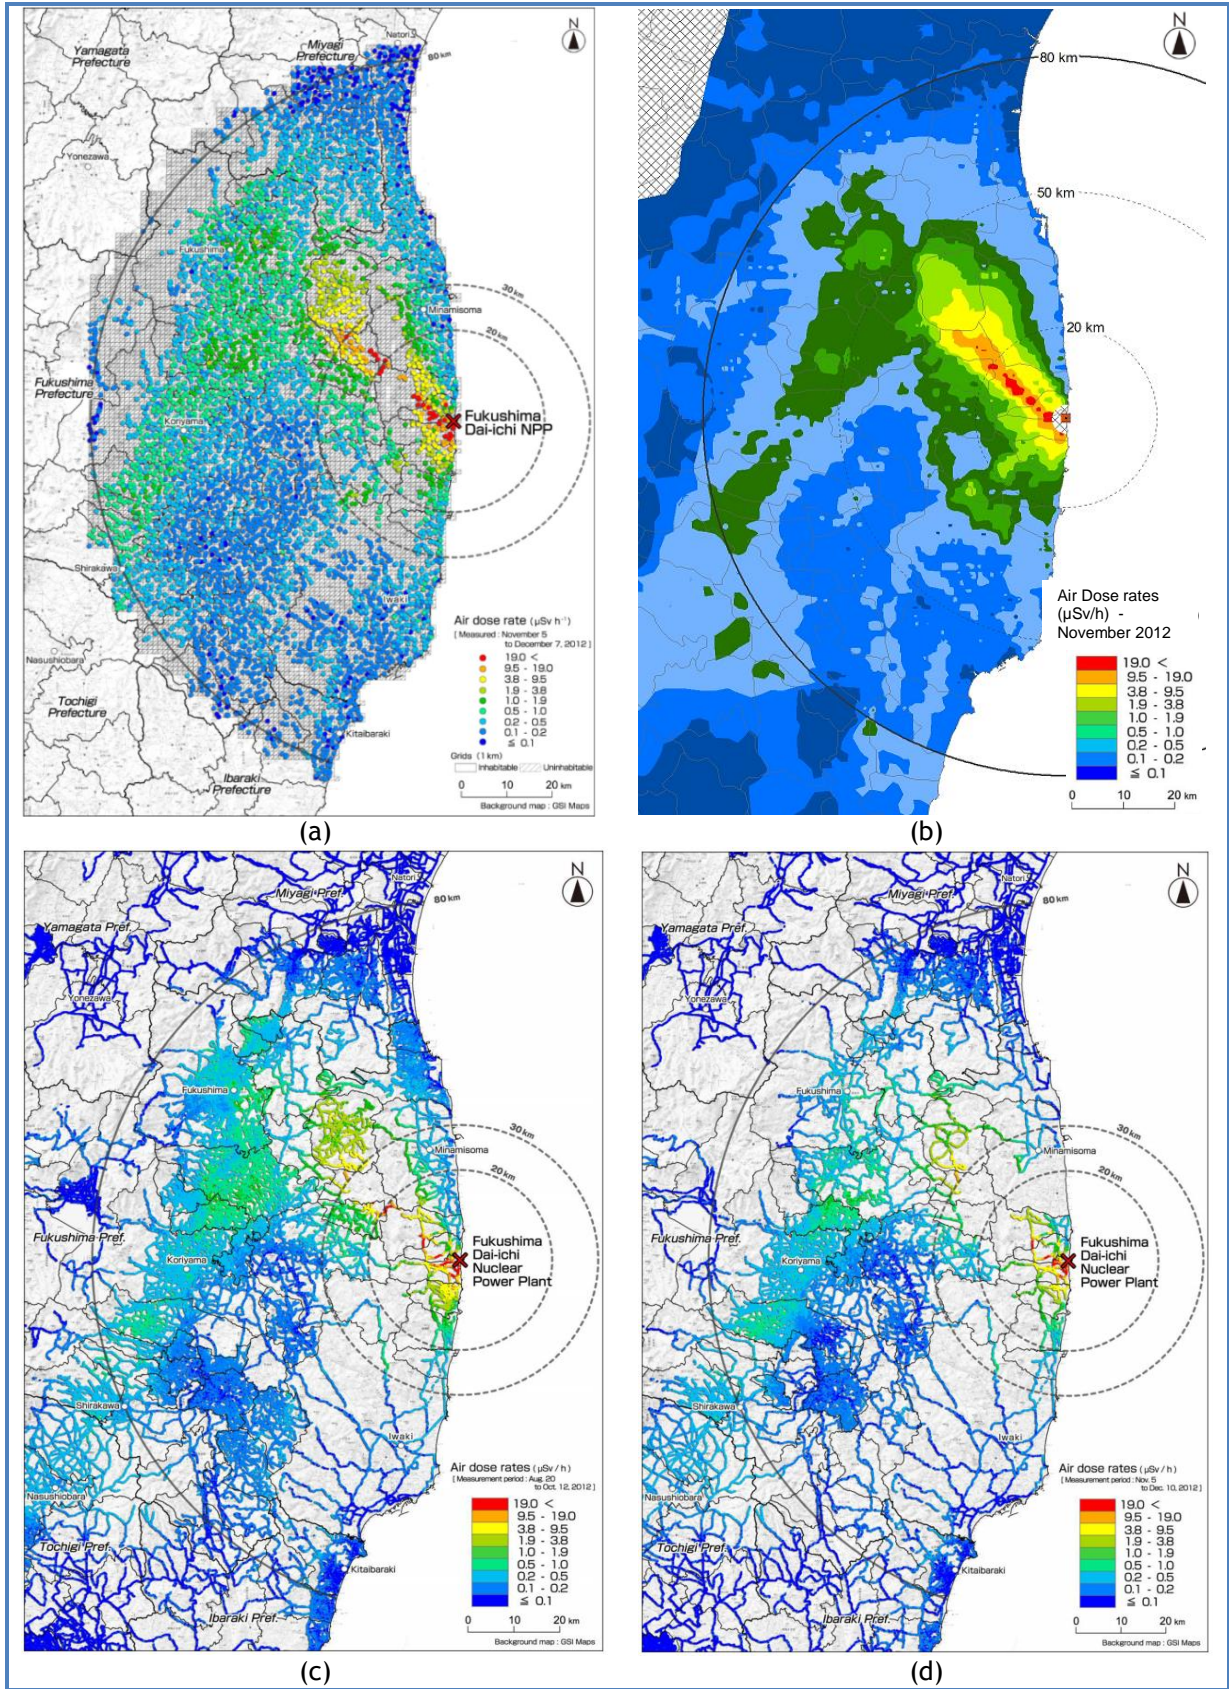 Natori
Miyagi
Prefecture
80 km
Yamagata
Prefecture
Yonezawa
Fukushima
30 km
Minamisoma
20 km
Fukushima
Prefecture
Koriyama
Fukushima
Dai-ichi NPP
Shirakawa
Iwaki
Nasushiobara
Tochigi
Prefecture
Kitaibaraki
Ibaraki
Prefecture
N
Air dose rate (μSv h⁻¹)
[ Measured : November 5
to December 7, 2012 ]
19.0 <
9.5 - 19.0
3.8 - 9.5
1.9 - 3.8
1.0 - 1.9
0.5 - 1.0
0.2 - 0.5
0.1 - 0.2
≦ 0.1
Grids (1 km)
Inhabitable Uninhabitable
0 10 20 km
Background map : GSI Maps
(a)
N
80 km
50 km
20 km
Air Dose rates
(μSv/h) -
November 2012
19.0 <
9.5 - 19.0
3.8 - 9.5
1.9 - 3.8
1.0 - 1.9
0.5 - 1.0
0.2 - 0.5
0.1 - 0.2
≦ 0.1
0 10 20 km
(b)
Natori
Miyagi Pref.
80 km
Yamagata Pref.
Yonezawa
Fukushima
30 km
Minamisoma
20 km
Fukushima Pref.
Koriyama
Fukushima
Dai-ichi
Nuclear
Power Plant
Shirakawa
Iwaki
Nasushiobara
Tochigi Pref.
Kitaibaraki
Ibaraki Pref.
N
Air dose rates (μSv / h)
[ Measurement period : Aug. 20
to Oct. 12, 2012 ]
19.0 <
9.5 - 19.0
3.8 - 9.5
1.9 - 3.8
1.0 - 1.9
0.5 - 1.0
0.2 - 0.5
0.1 - 0.2
≦ 0.1
0 10 20 km
Background map : GSI Maps
(c)
Natori
Miyagi Pref.
80 km
Yamagata Pref.
Yonezawa
Fukushima
30 km
Minamisoma
20 km
Fukushima Pref.
Koriyama
Fukushima
Dai-ichi
Nuclear
Power Plant
Shirakawa
Iwaki
Nasushiobara
Tochigi Pref.
Kitaibaraki
Ibaraki Pref.
N
Air dose rates (μSv / h)
[ Measurement period : Nov. 5
to Dec. 10, 2012 ]
19.0 <
9.5 - 19.0
3.8 - 9.5
1.9 - 3.8
1.0 - 1.9
0.5 - 1.0
0.2 - 0.5
0.1 - 0.2
≦ 0.1
0 10 20 km
Background map : GSI Maps
(d)